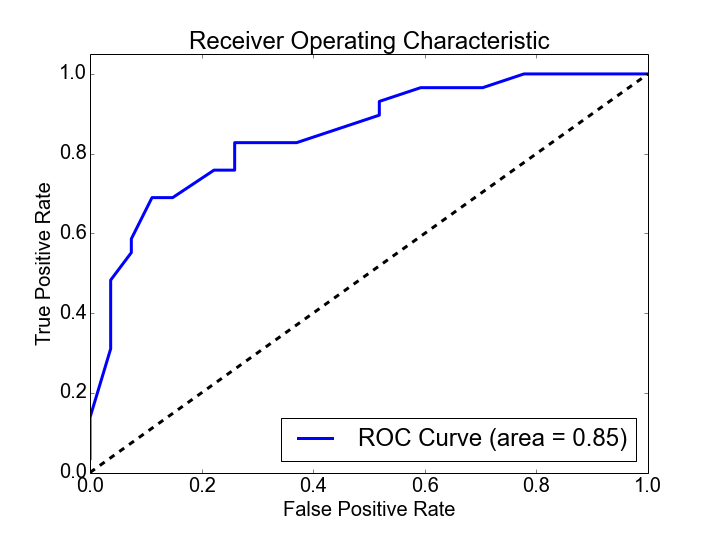 Receiver Operating Characteristic
1.0
0.8
0.6
0.4
0.2
0.0
True Positive Rate
0.0 0.2 0.4 0.6 0.8 1.0
False Positive Rate
ROC Curve (area = 0.85)